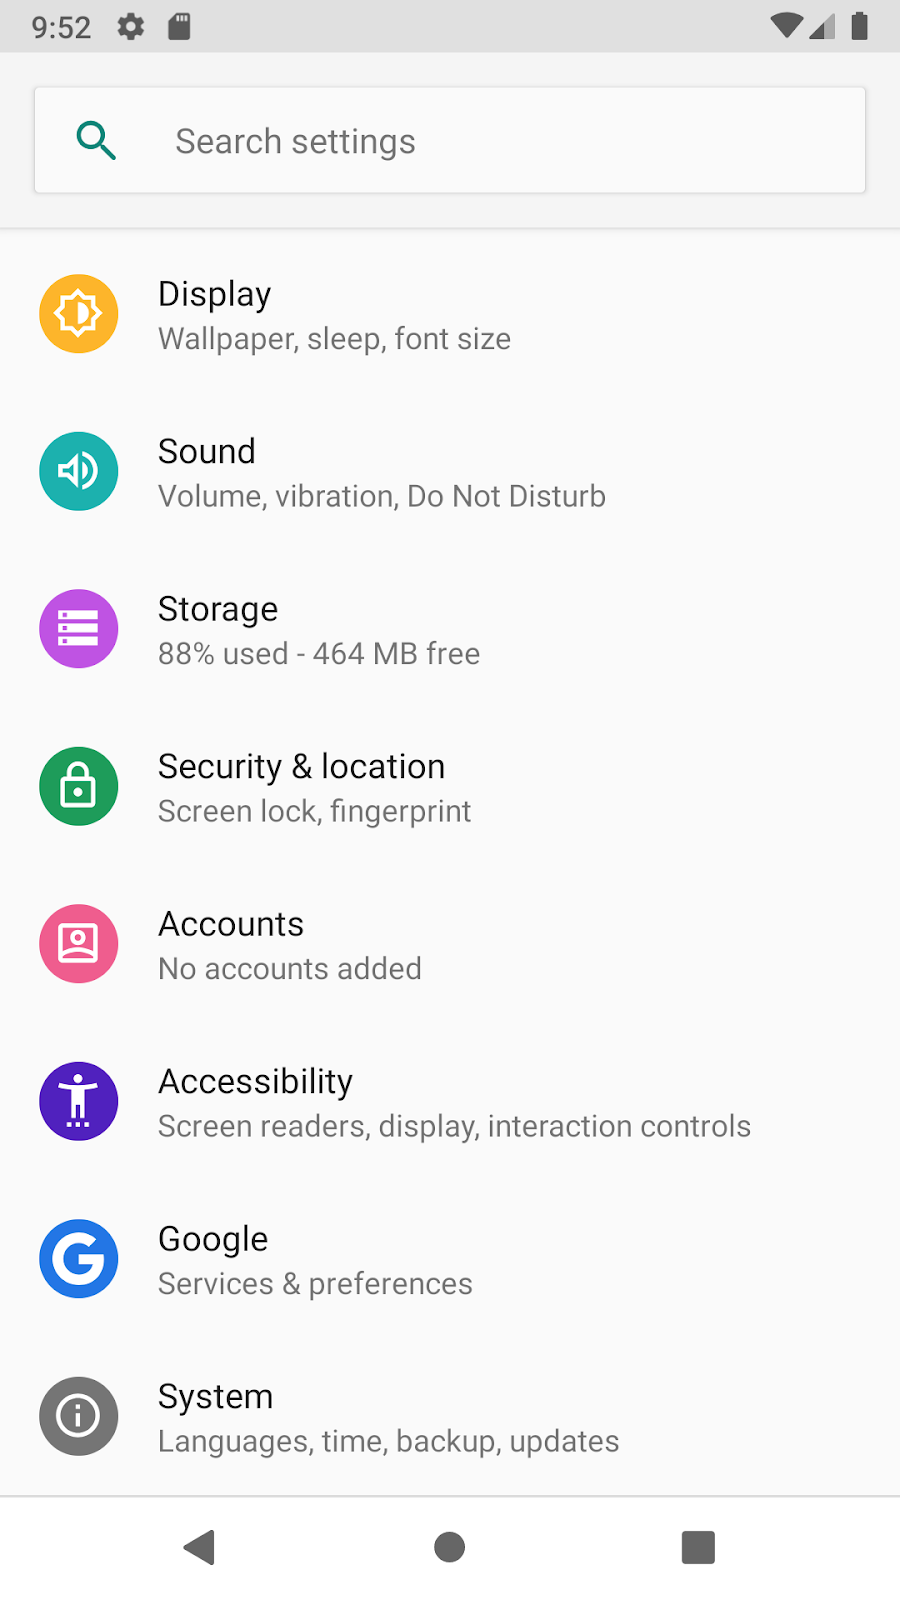 9:52
Search settings
Display
Wallpaper, sleep, font size
Sound
Volume, vibration, Do Not Disturb
Storage
88% used - 464 MB free
Security & location
Screen lock, fingerprint
Accounts
No accounts added
Accessibility
Screen readers, display, interaction controls
Google
Services & preferences
System
Languages, time, backup, updates